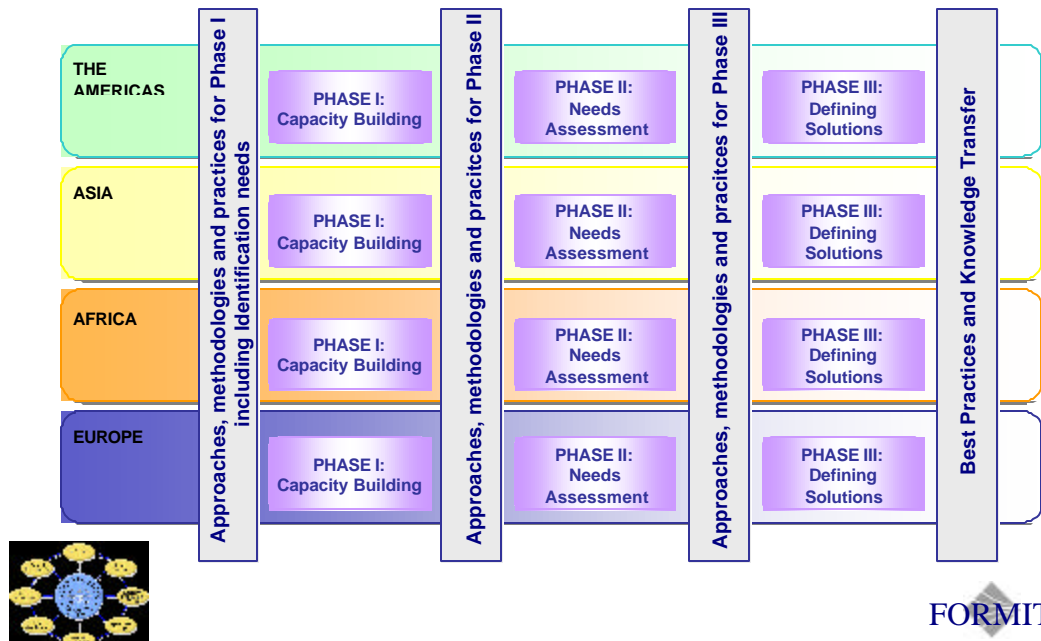 THE
AMERICAS
Approaches, methodologies and practices for Phase I
including Identification needs
PHASE I:
Capacity Building
Approaches, methodologies and pracitces for Phase II
PHASE II:
Needs
Assessment
Approaches, methodologies and pracitces for Phase III
PHASE III:
Defining
Solutions
Best Practices and Knowledge Transfer
ASIA
PHASE I:
Capacity Building
PHASE II:
Needs
Assessment
PHASE III:
Defining
Solutions
AFRICA
PHASE I:
Capacity Building
PHASE II:
Needs
Assessment
PHASE III:
Defining
Solutions
EUROPE
PHASE I:
Capacity Building
PHASE II:
Needs
Assessment
PHASE III:
Defining
Solutions
FORMIT